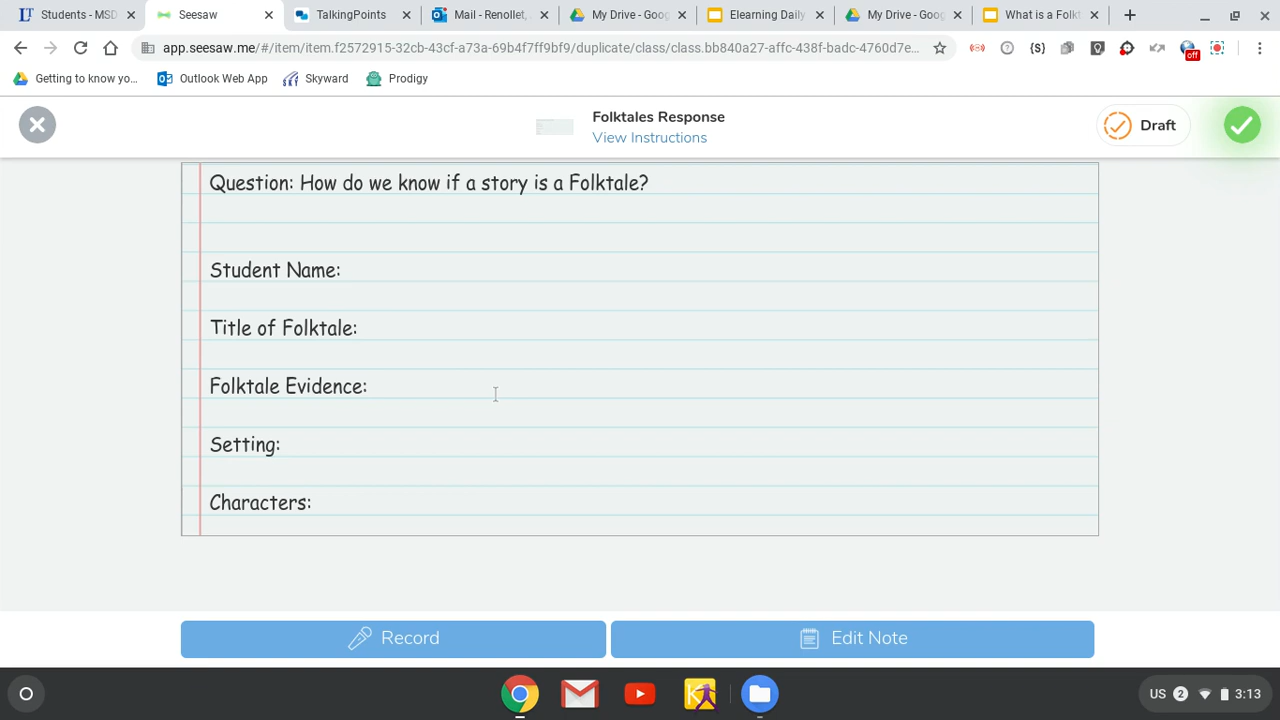 Students - MSD
Seesaw
TalkingPoints
Mail - Renollet,
My Drive - Goog
Elearning Daily
My Drive - Goog
What is a Folkt
app.seesaw.me/#/item/item.f2572915-32cb-43cf-a73a-69b4f7ff9bf9/duplicate/class/class.bb840a27-affc-438f-badc-4760d7e...
off
Getting to know yo...
Outlook Web App
Skyward
Prodigy
Folktales Response
View Instructions
Draft
Question: How do we know if a story is a Folktale?
Student Name:
Title of Folktale:
Folktale Evidence:
Setting:
Characters:
Record
Edit Note
US 2 3:13